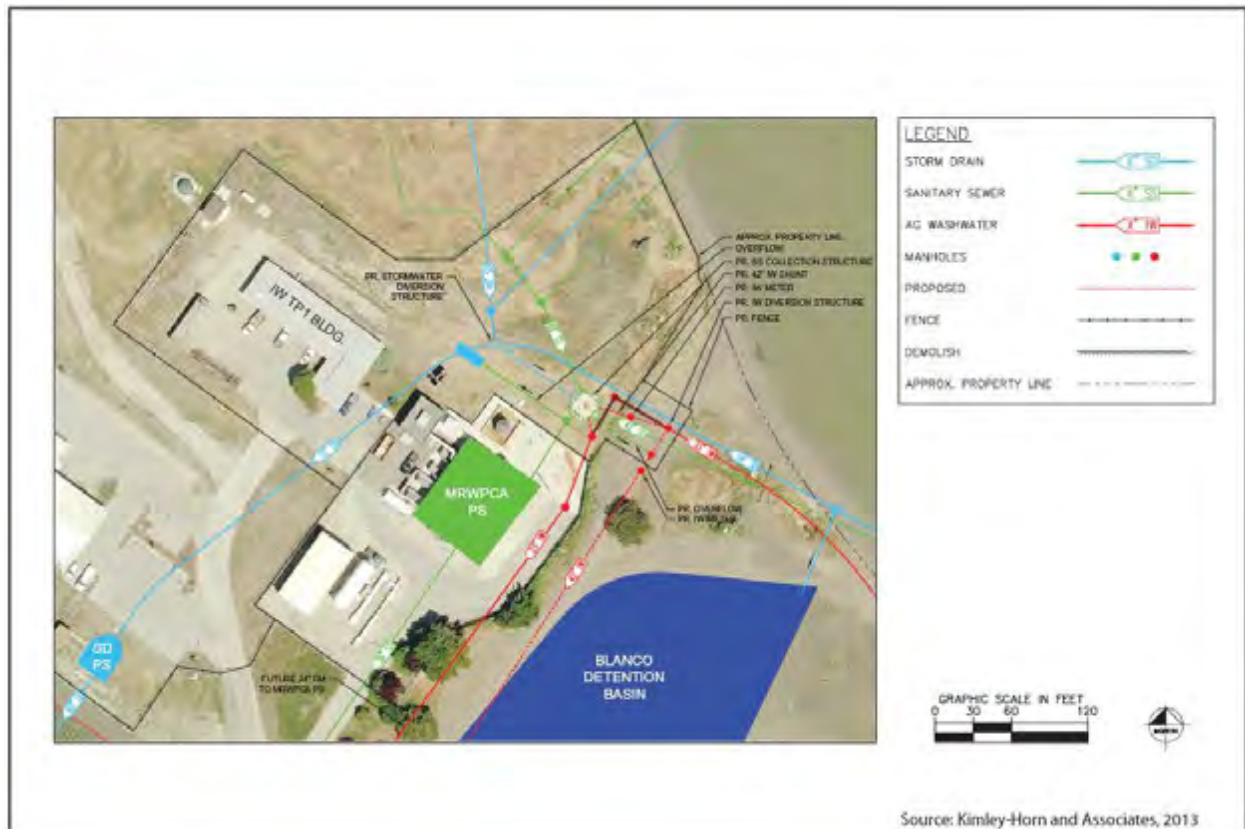 LEGEND
STORM DRAIN
SANITARY SEWER
AG WASHWATER
MANHOLES
PROPOSED
FENCE
DEMOLISH
APPROX. PROPERTY LINE
APPROX. PROPERTY LINE
OVERFLOW
PR. SS COLLECTION STRUCTURE
PR. 42" IW SHUNT
PR. IW METER
PR. IW DIVERSION STRUCTURE
PR. FENCE
PR. STORMWATER
DIVERSION
STRUCTURE
IW TP1 BLDG.
MRWPCA
PS
PR. OVERFLOW
SD
PS
FUTURE 24" FM
TO MRWPCA PS
BLANCO
DETENTION
BASIN
GRAPHIC SCALE IN FEET
0 30 60 120
Source: Kimley-Horn and Associates, 2013